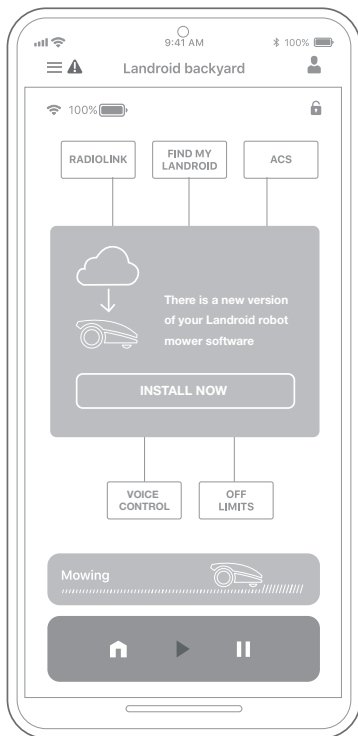 9:41 AM
100%
Landroid backyard
100%
RADIOLINK
FIND MY
LANDROID
ACS
There is a new version
of your Landroid robot
mower software
INSTALL NOW
VOICE
CONTROL
OFF
LIMITS
Mowing